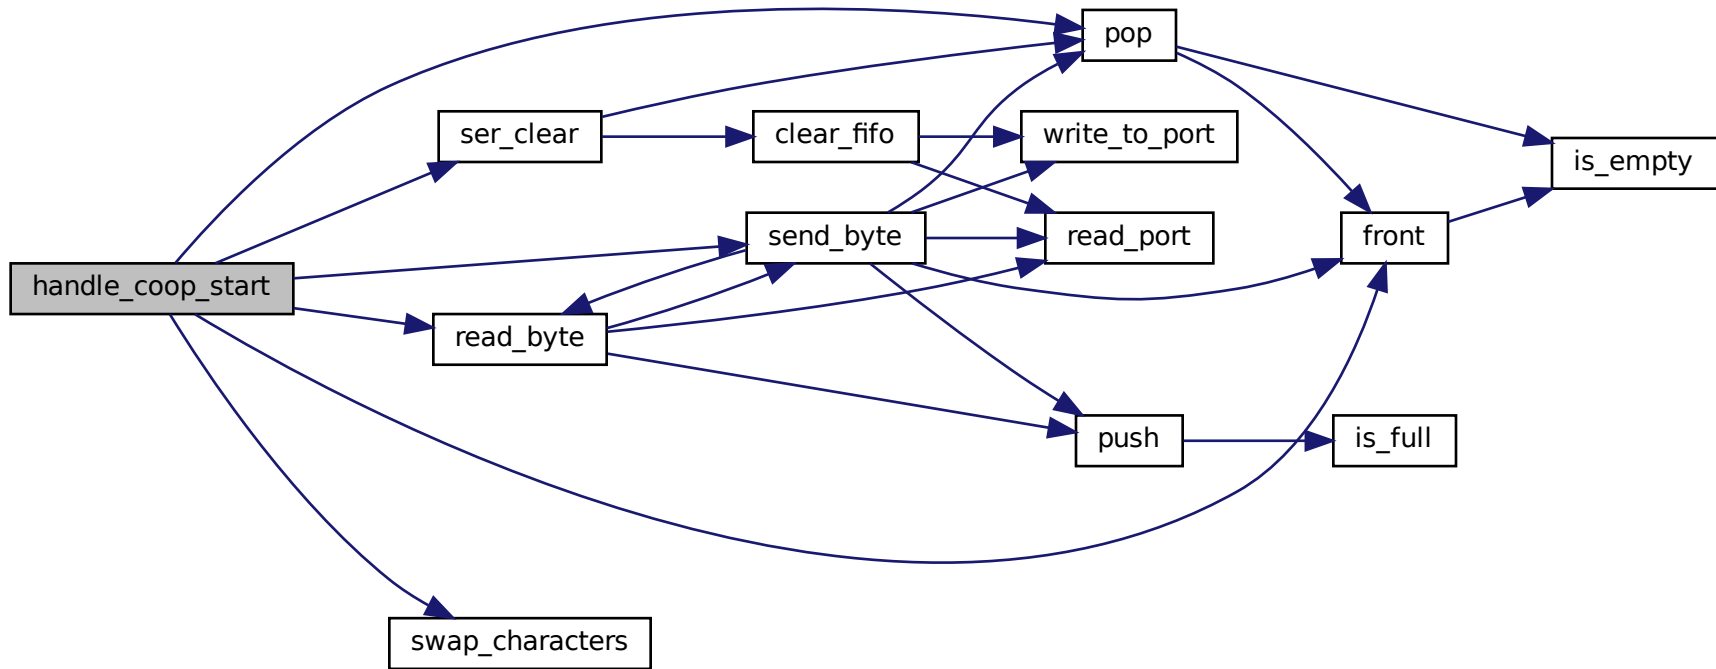 pop
ser_clear
clear_fifo
write_to_port
is_empty
send_byte
read_port
front
handle_coop_start
read_byte
push
is_full
swap_characters